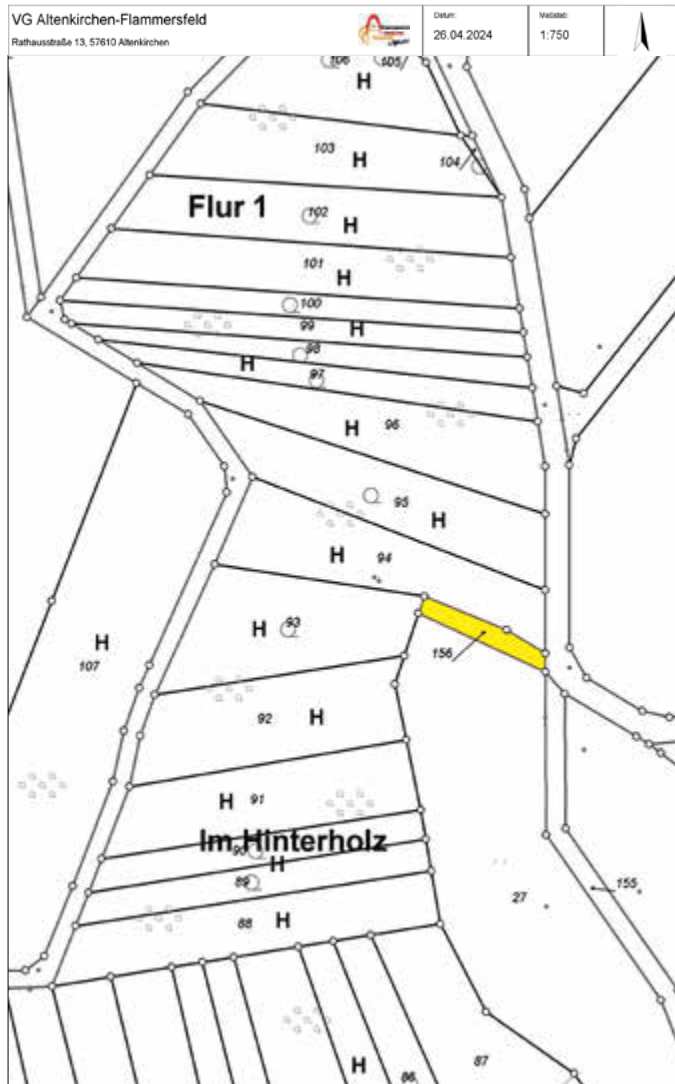 VG Altenkirchen-Flammersfeld
Rathausstraße 13, 57610 Altenkirchen
Datum:
26.04.2024
Maßstab:
1:750
106
105
H
103
H
104
Flur 1
102
H
101
H
100
99
H
98
H
97
H
96
95
H
H
94
H
93
156
H
107
92
H
H
91
Im Hinterholz
90
H
89
88
H
27
155
H
86
87